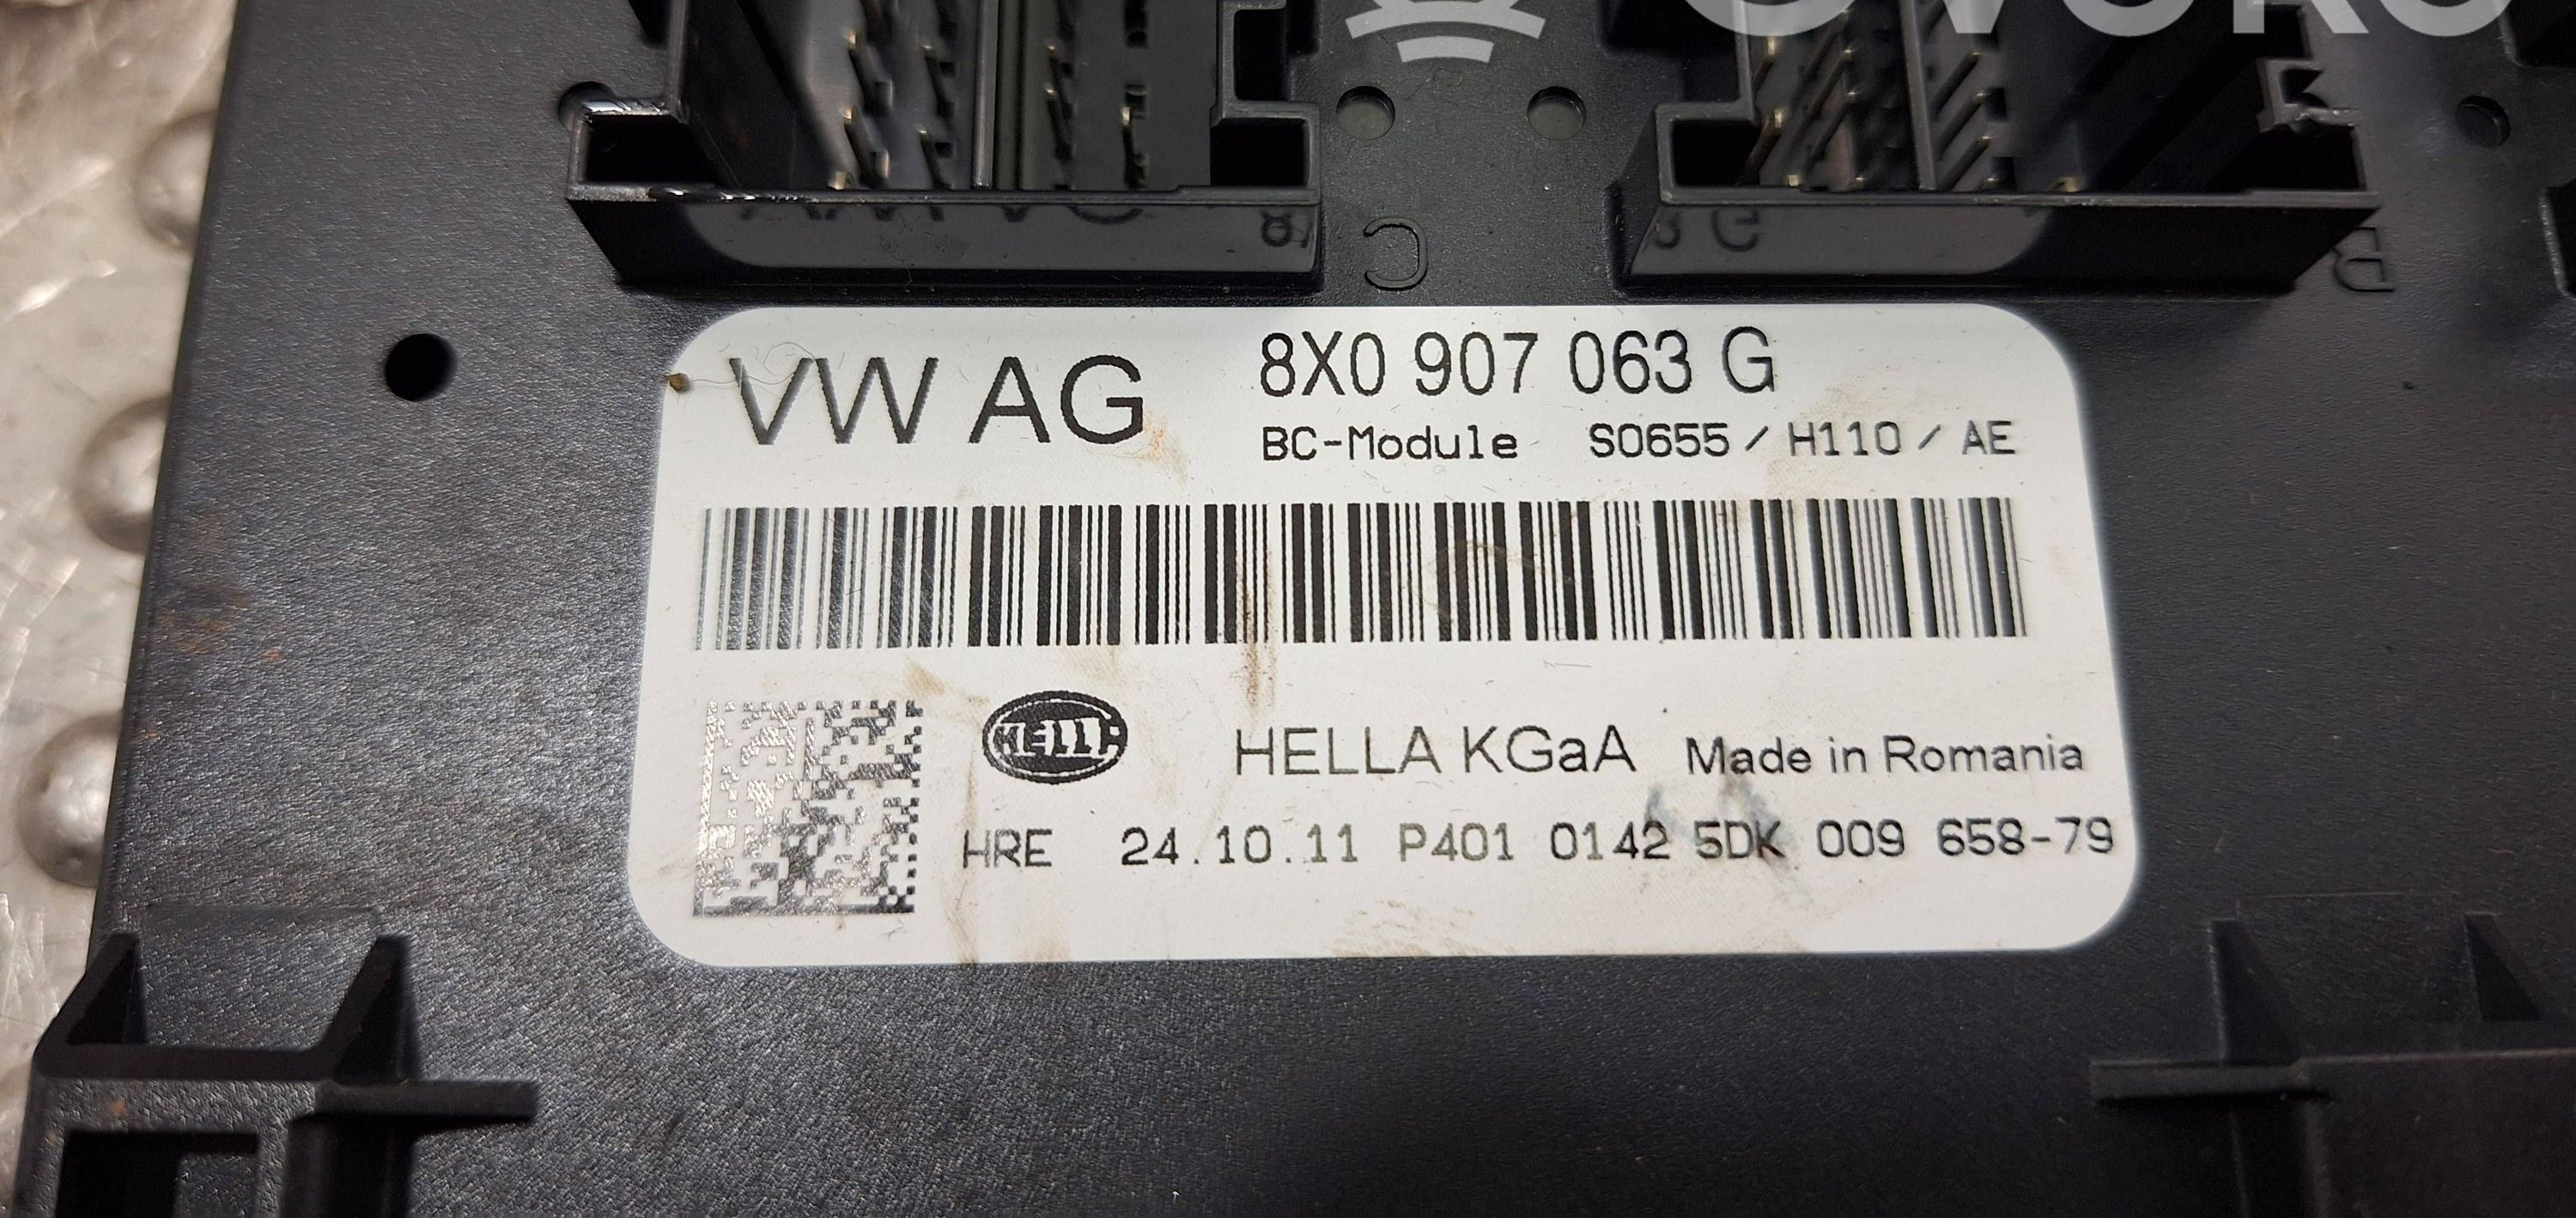 C
VW AG
8X0 907 063 G
BC-Module S0655 / H110 / AE
HELLA
HELLA KGaA Made in Romania
HRE 24.10.11 P401 0142 5DK 009 658-79